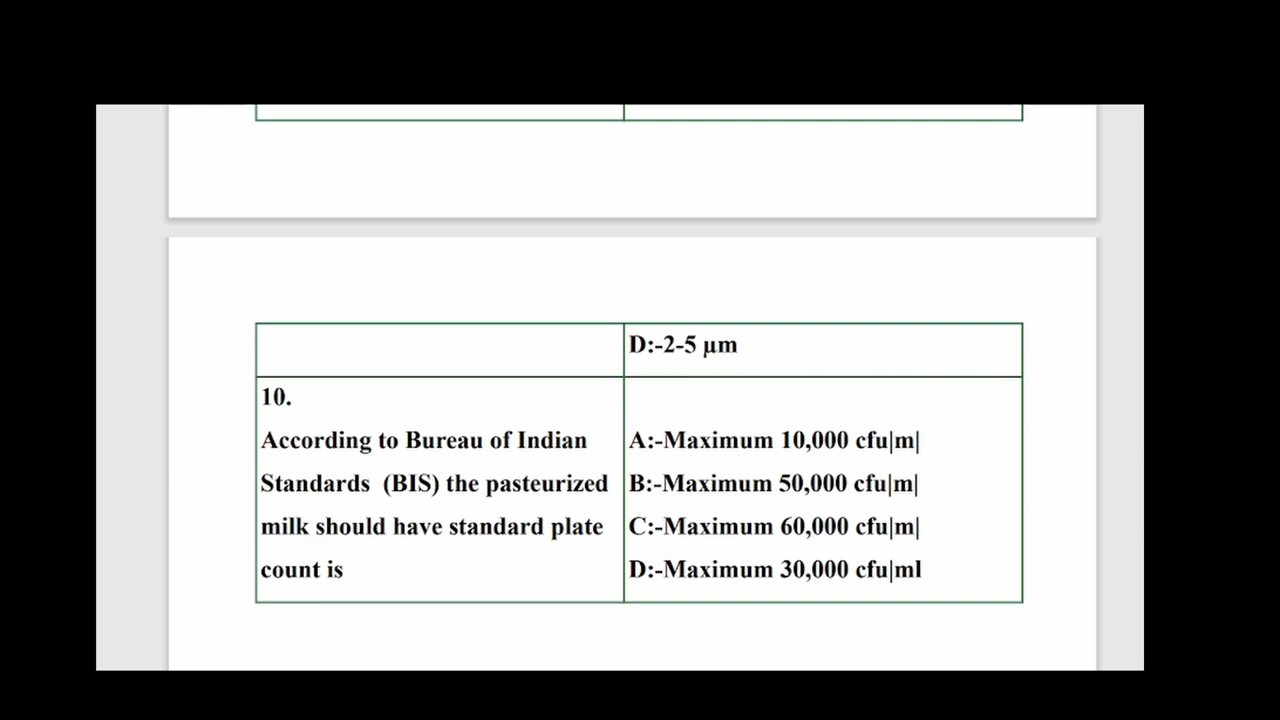 D:-2-5 µm
10.
According to Bureau of Indian
Standards  (BIS) the pasteurized
milk should have standard plate
count is
A:-Maximum 10,000 cfu|m|
B:-Maximum 50,000 cfu|m|
C:-Maximum 60,000 cfu|m|
D:-Maximum 30,000 cfu|ml